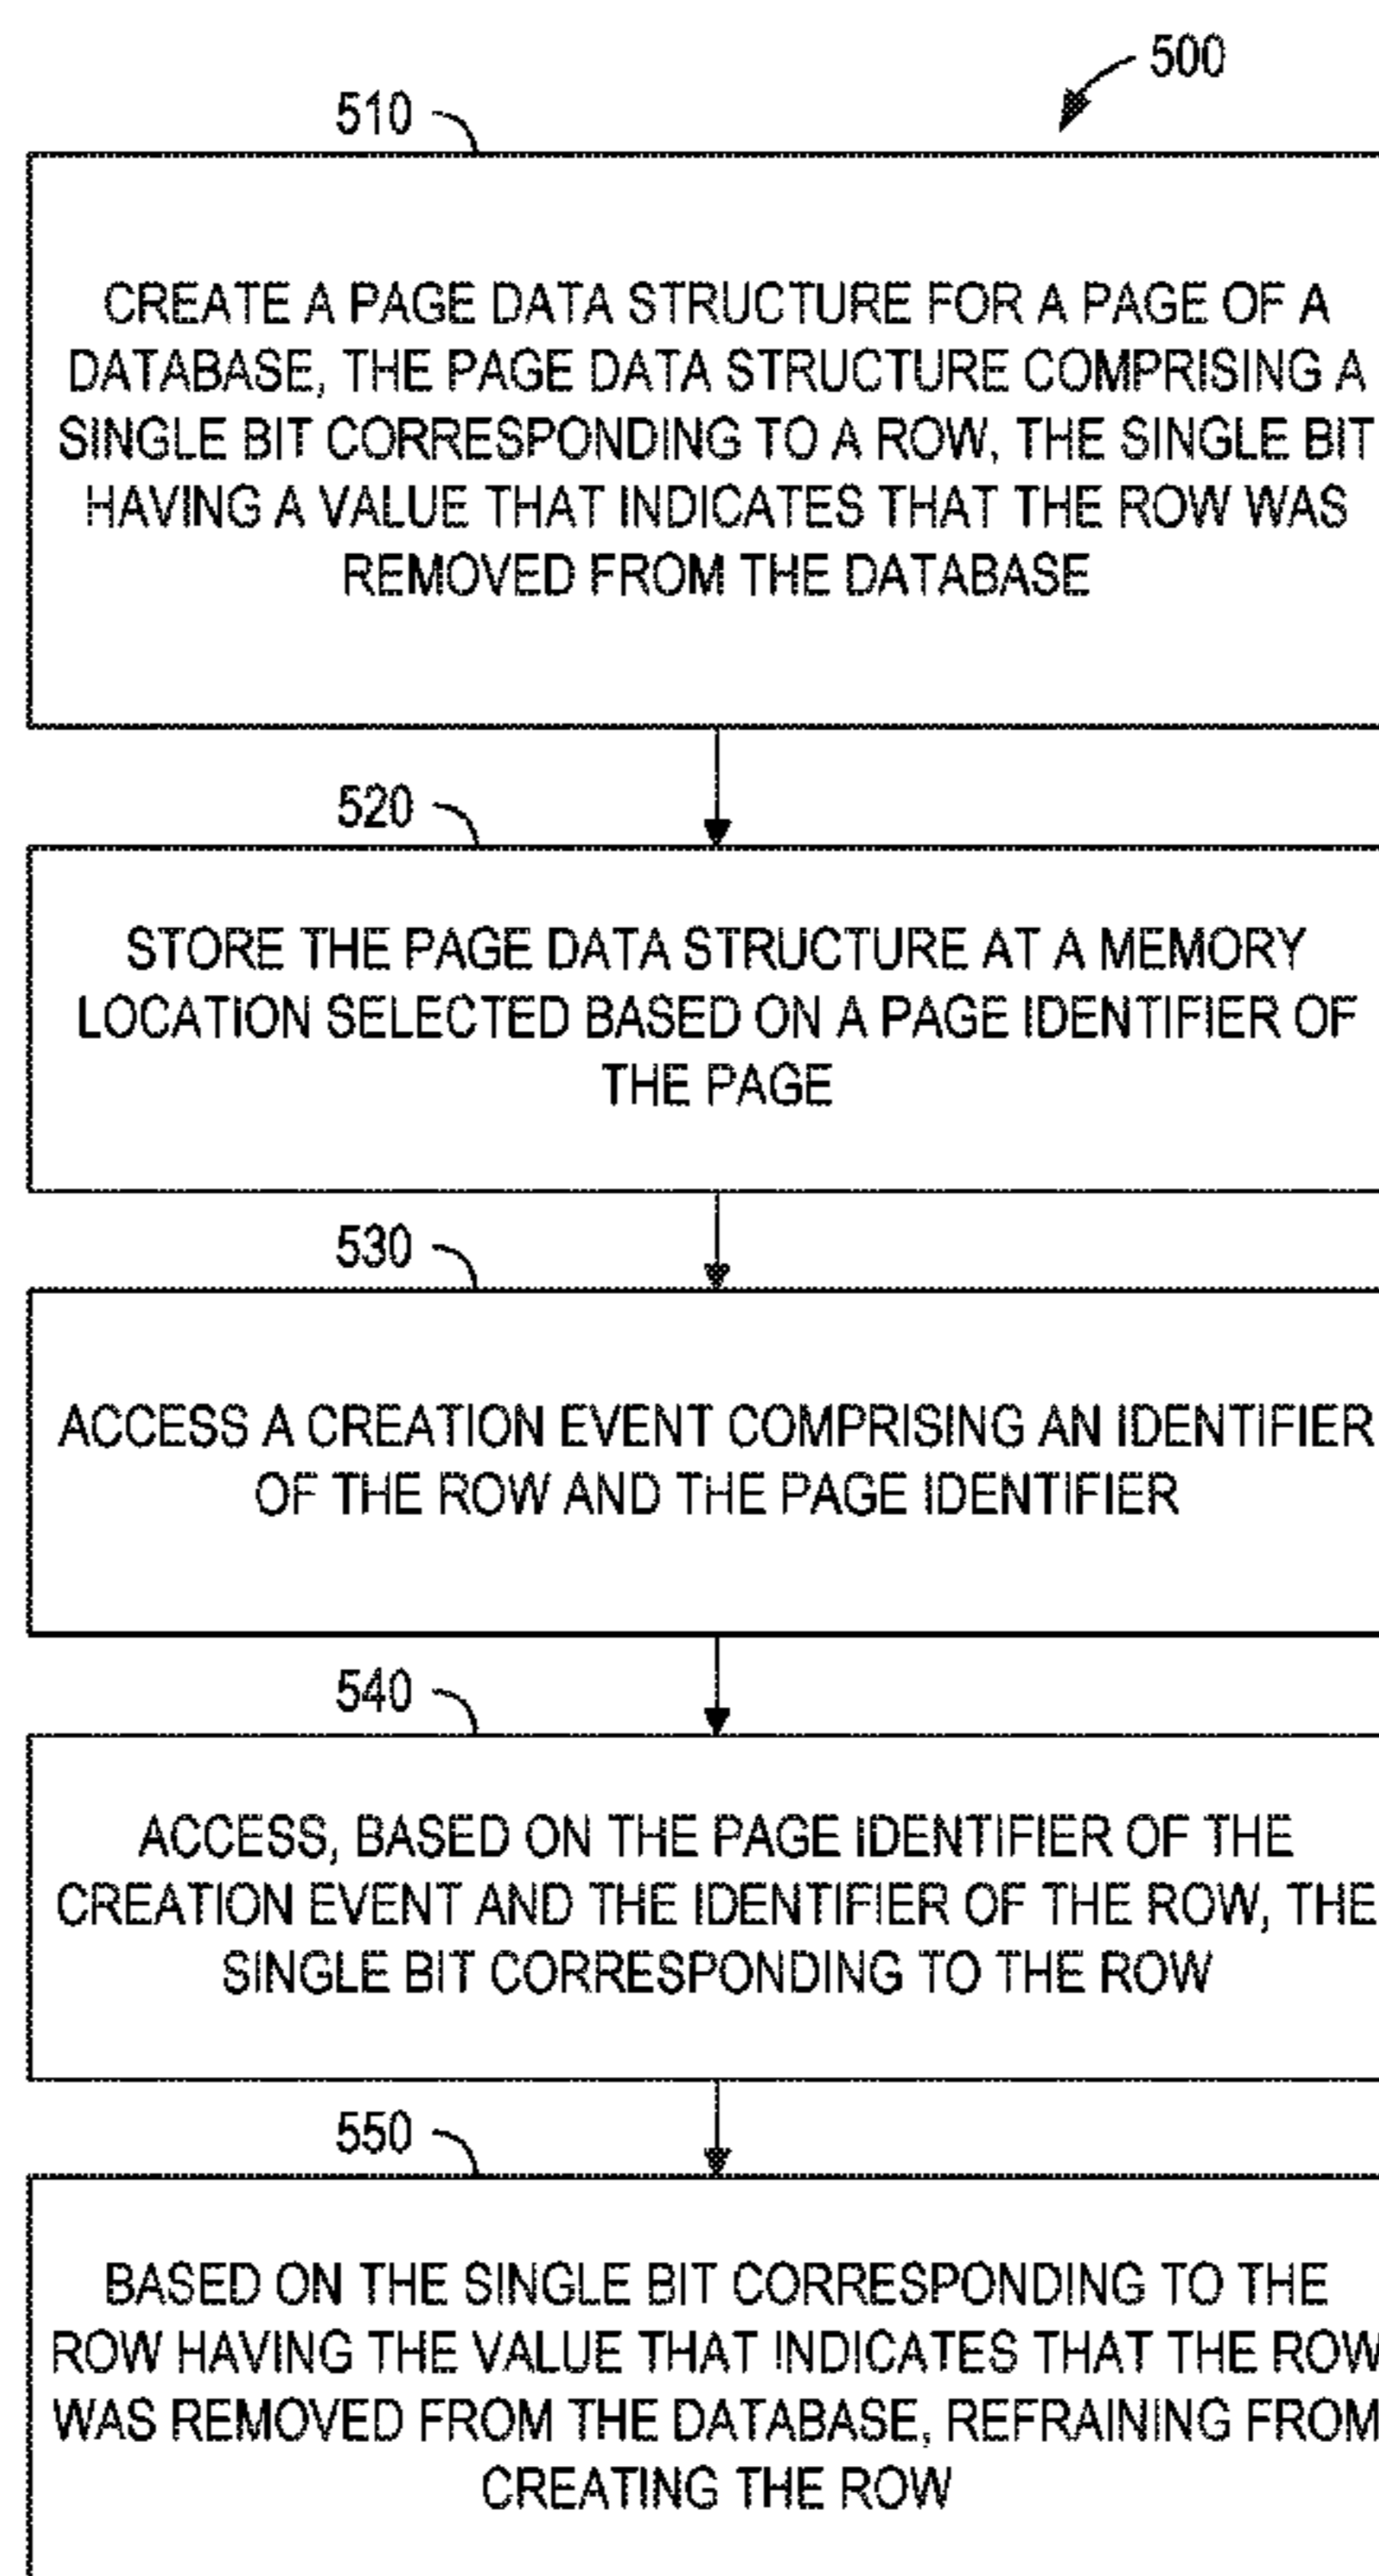 500
510
CREATE A PAGE DATA STRUCTURE FOR A PAGE OF A
DATABASE, THE PAGE DATA STRUCTURE COMPRISING A
SINGLE BIT CORRESPONDING TO A ROW, THE SINGLE BIT
HAVING A VALUE THAT INDICATES THAT THE ROW WAS
REMOVED FROM THE DATABASE
520
STORE THE PAGE DATA STRUCTURE AT A MEMORY
LOCATION SELECTED BASED ON A PAGE IDENTIFIER OF
THE PAGE
530
ACCESS A CREATION EVENT COMPRISING AN IDENTIFIER
OF THE ROW AND THE PAGE IDENTIFIER
540
ACCESS, BASED ON THE PAGE IDENTIFIER OF THE
CREATION EVENT AND THE IDENTIFIER OF THE ROW, THE
SINGLE BIT CORRESPONDING TO THE ROW
550
BASED ON THE SINGLE BIT CORRESPONDING TO THE
ROW HAVING THE VALUE THAT INDICATES THAT THE ROW
WAS REMOVED FROM THE DATABASE, REFRAINING FROM
CREATING THE ROW